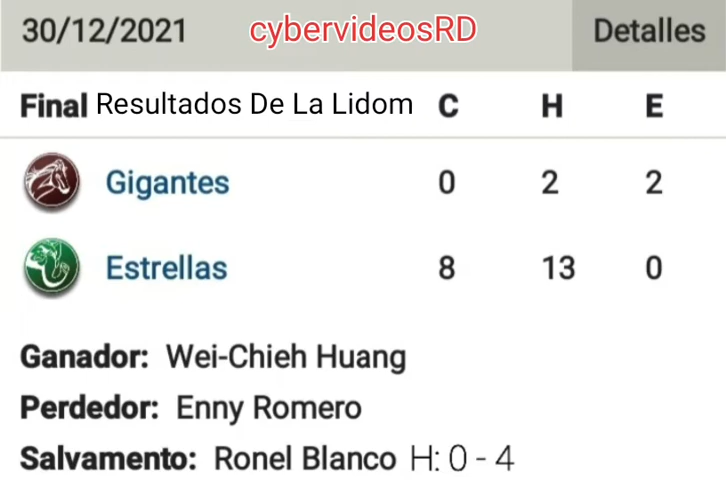 30/12/2021 cybervideosRD Detalles
Final Resultados De La Lidom C H E
Gigantes 0 2 2
Estrellas 8 13 0
Ganador: Wei-Chieh Huang
Perdedor: Enny Romero
Salvamento: Ronel Blanco H: 0 - 4